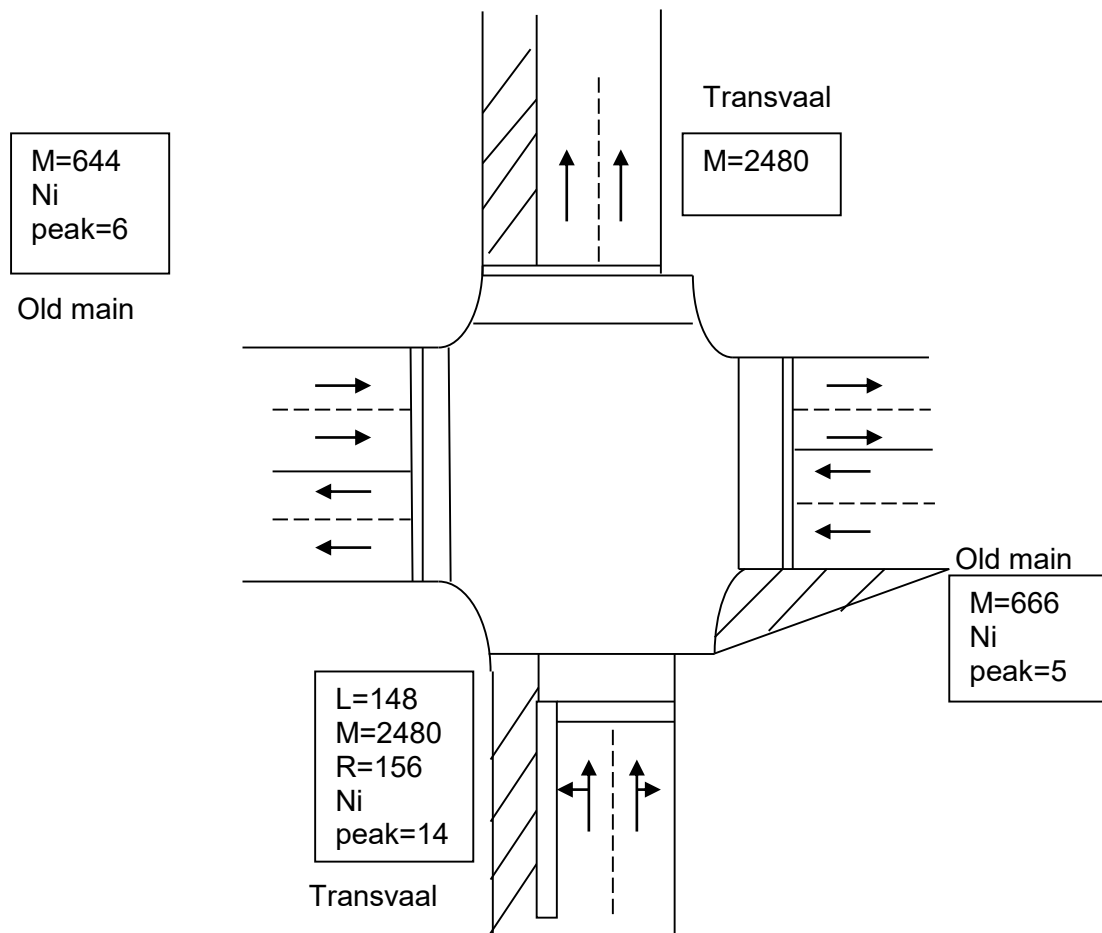 Transvaal
M=2480
M=644
Ni
peak=6
Old main
Old main
M=666
Ni
peak=5
L=148
M=2480
R=156
Ni
peak=14
Transvaal